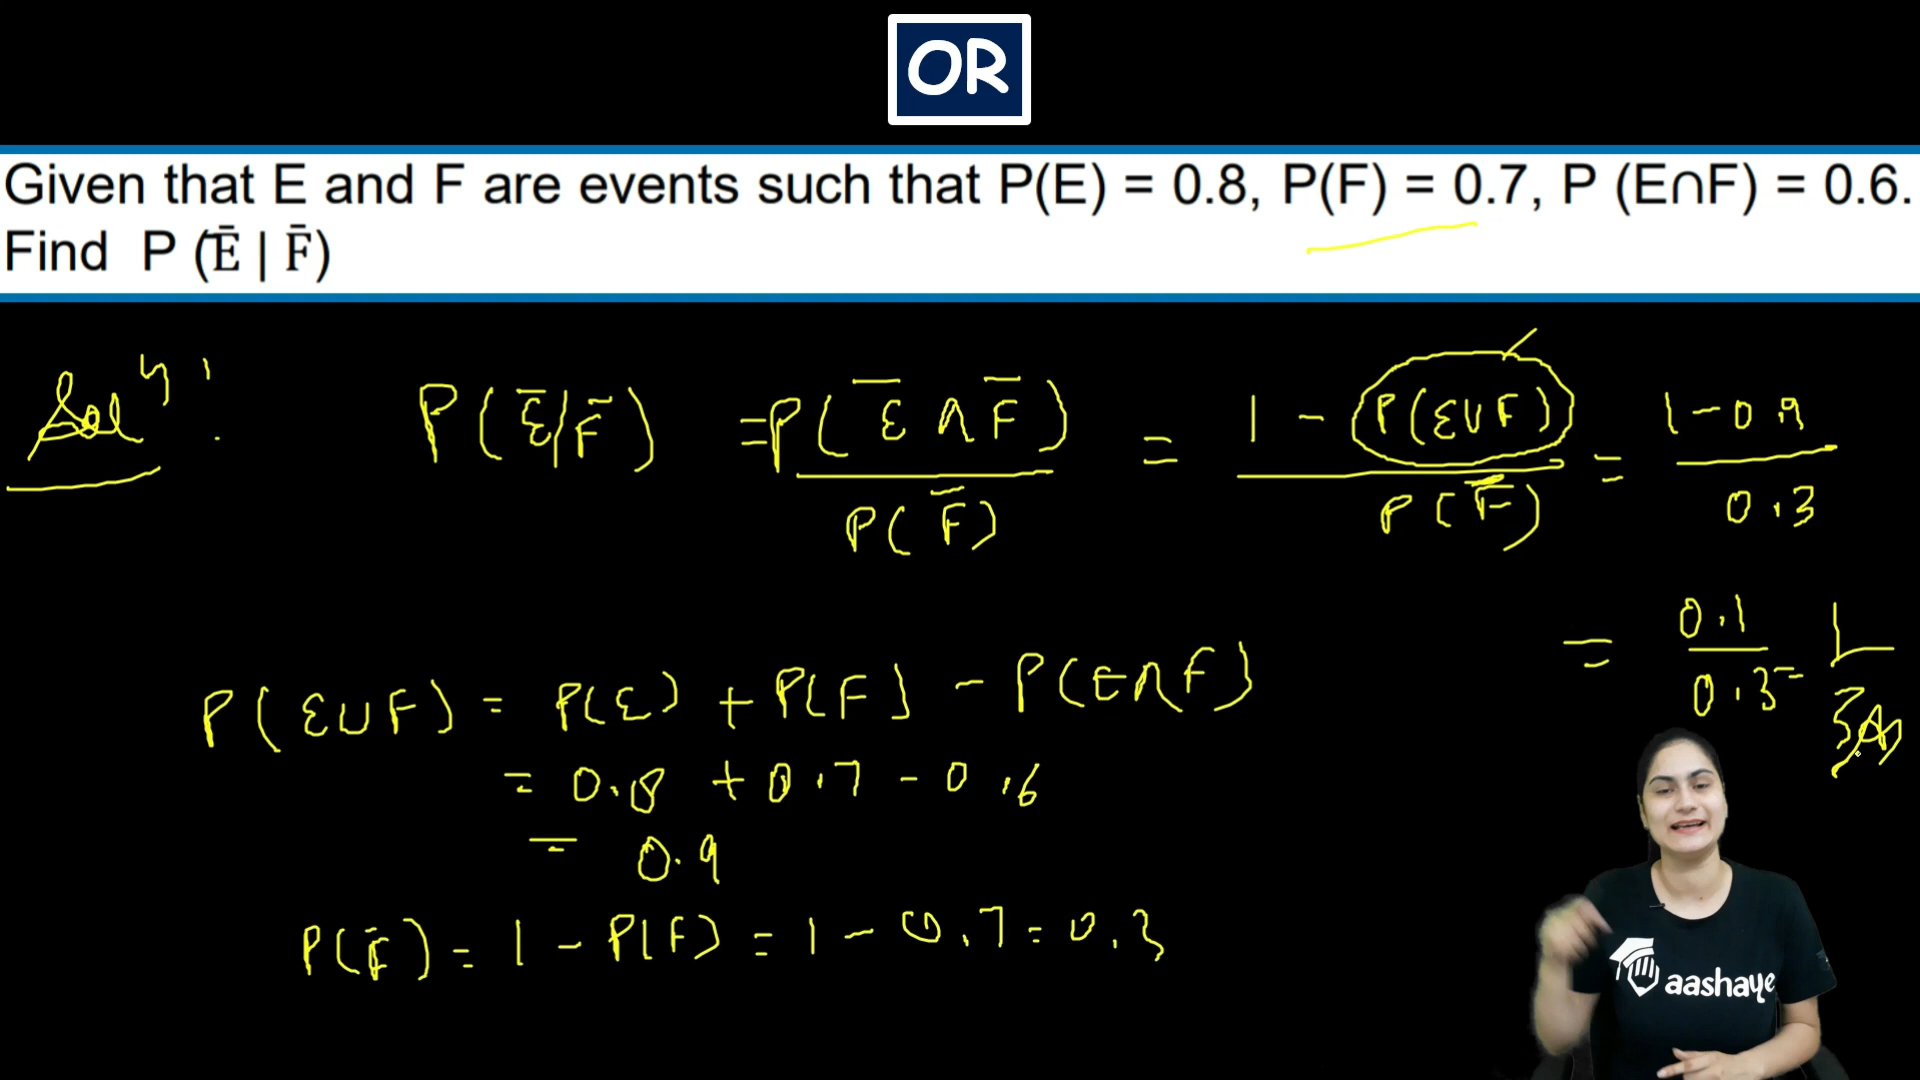 OR
Given that E and F are events such that P(E) = 0.8, P(F) = 0.7, P (E∩F) = 0.6.
Find P (Ē | F̄)
Solⁿ :
P(Ē/F̄) = P(Ē ∩ F̄) / P(F̄) = 1 - P(E∪F) / P(F̄) = 1-0.9 / 0.3
= 0.1 / 0.3 = 1 / 3 Ans
P(E∪F) = P(E) + P(F) - P(E∩F)
= 0.8 + 0.7 - 0.6
= 0.9
P(F̄) = 1 - P(F) = 1 - 0.7 = 0.3
aashaye